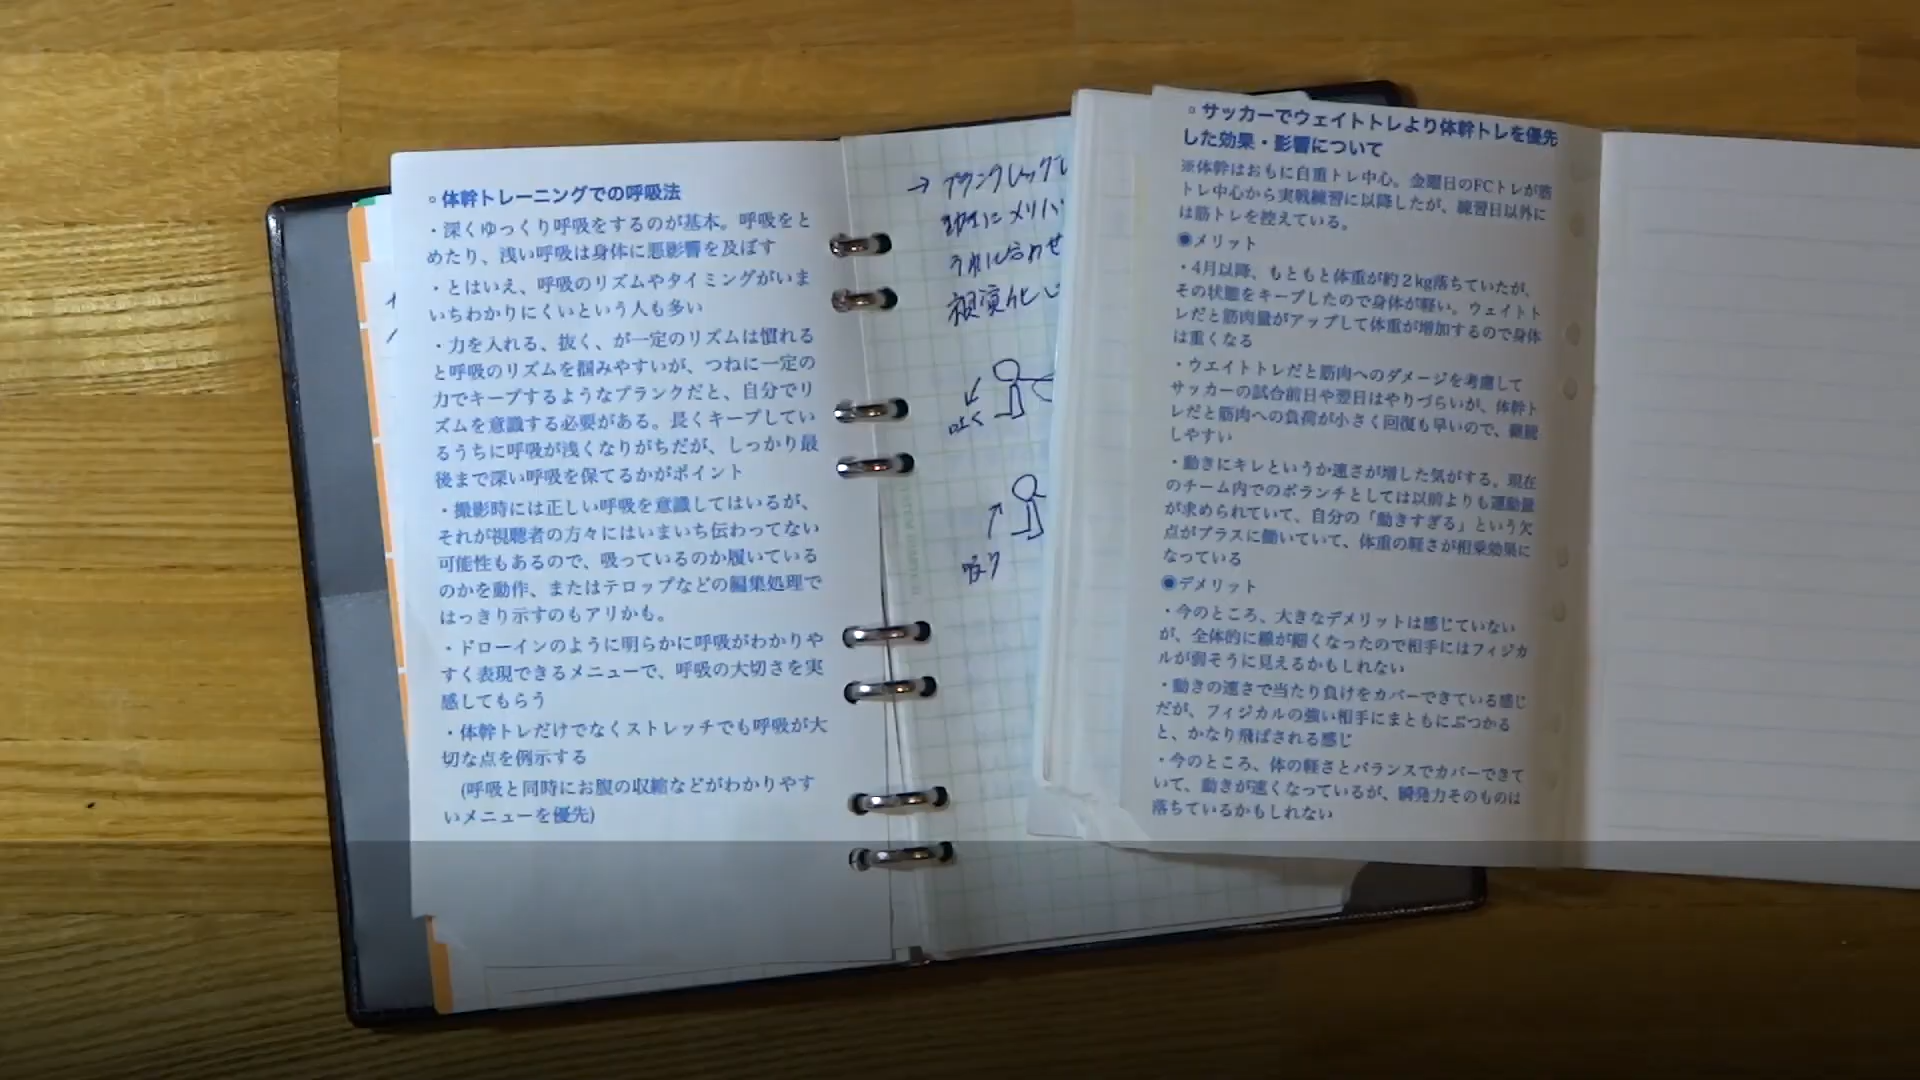 ◦ 体幹トレーニングでの呼吸法
・深くゆっくり呼吸をするのが基本。呼吸をと
めたり、浅い呼吸は身体に悪影響を及ぼす
・とはいえ、呼吸のリズムやタイミングがいま
いちわかりにくいという人も多い
・力を入れる、抜く、が一定のリズムは慣れる
と呼吸のリズムを掴みやすいが、つねに一定の
力でキープするようなプランクだと、自分でリ
ズムを意識する必要がある。長くキープしてい
るうちに呼吸が浅くなりがちだが、しっかり最
後まで深い呼吸を保てるかがポイント
・撮影時には正しい呼吸を意識してはいるが、
それが視聴者の方々にはいまいち伝わってない
可能性もあるので、吸っているのか履いている
のかを動作、またはテロップなどの編集処理で
はっきり示すのもアリかも。
・ドローインのように明らかに呼吸がわかりや
すく表現できるメニューで、呼吸の大切さを実
感してもらう
・体幹トレだけでなくストレッチでも呼吸が大
切な点を例示する
(呼吸と同時にお腹の収縮などがわかりやす
いメニューを優先)
→ プランクレッグレ
に合わせ
吐く
吸う
◦ サッカーでウェイトトレより体幹トレを優先
した効果・影響について
※体幹はおもに自重トレ中心。金曜日のFCトレが筋
トレ中心から実戦練習に以降したが、練習日以外に
は筋トレを控えている。
◉メリット
・4月以降、もともと体重が約２kg落ちていたが、
その状態をキープしたので身体が軽い。ウェイトト
レだと筋肉量がアップして体重が増加するので身体
は重くなる
・ウエイトトレだと筋肉へのダメージを考慮して
サッカーの試合前日や翌日はやりづらいが、体幹ト
レだと筋肉への負荷が小さく回復も早いので、継続
しやすい
・動きにキレというか速さが増した気がする。現在
のチーム内でのボランチとしては以前よりも運動量
が求められていて、自分の「動きすぎる」という欠
点がプラスに働いていて、体重の軽さが相乗効果に
なっている
◉デメリット
・今のところ、大きなデメリットは感じていない
が、全体的に線が細くなったので相手にはフィジカ
ルが弱そうに見えるかもしれない
・動きの速さで当たり負けをカバーできている感じ
だが、フィジカルの強い相手にまともにぶつかる
と、かなり飛ばされる感じ
・今のところ、体の軽さとバランスでカバーできて
いて、動きが速くなっているが、瞬発力そのものは
落ちているかもしれない